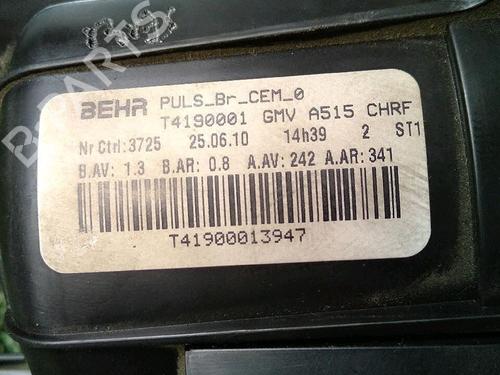 BEHR PULS_Br_CEM_0
T4190001 GMV A515 CHRF
Nr Ctrl:3725 25.06.10 14h39 2 ST1
B.AV: 1.3 B.AR: 0.8 A.AV: 242 A.AR: 341
T41900013947